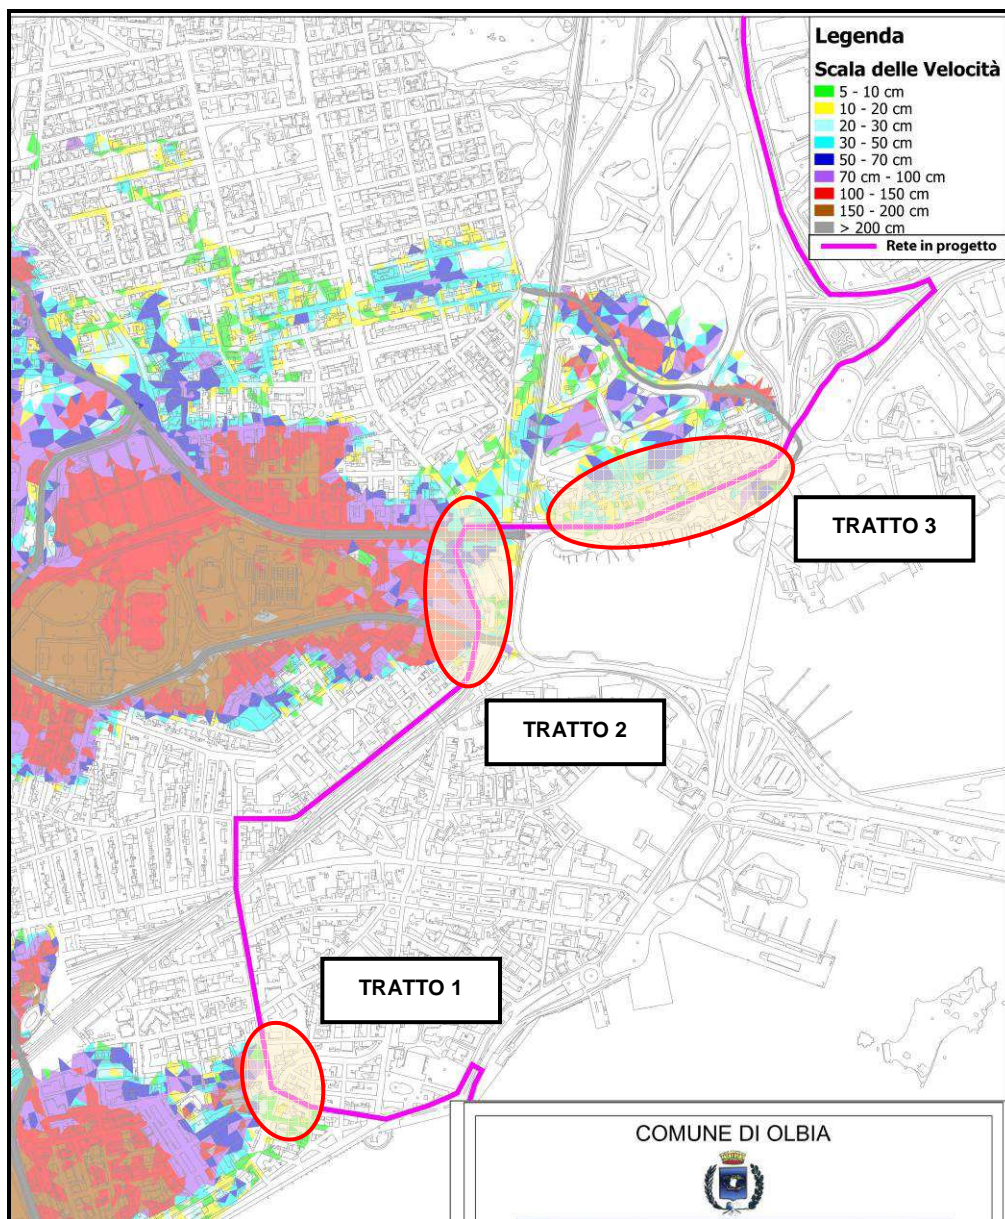 Legenda
Scala delle Velocità
5 - 10 cm
10 - 20 cm
20 - 30 cm
30 - 50 cm
50 - 70 cm
70 cm - 100 cm
100 - 150 cm
150 - 200 cm
> 200 cm
Rete in progetto
TRATTO 3
TRATTO 2
TRATTO 1
COMUNE DI OLBIA